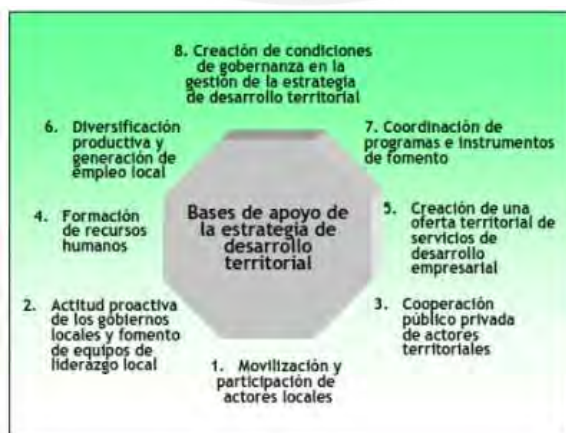 8. Creación de condiciones
de gobernanza en la
gestión de la estrategia
de desarrollo territorial
6. Diversificación
productiva y
generación de
empleo local
7. Coordinación de
programas e instrumentos
de fomento
4. Formación
de recursos
humanos
Bases de apoyo de
la estrategia de
desarrollo
territorial
5. Creación de una
oferta territorial de
servicios de
desarrollo
empresarial
2. Actitud proactiva
de los gobiernos
locales y fomento
de equipos de
liderazgo local
3. Cooperación
público privada
de actores
territoriales
1. Movilización y
participación de
actores locales